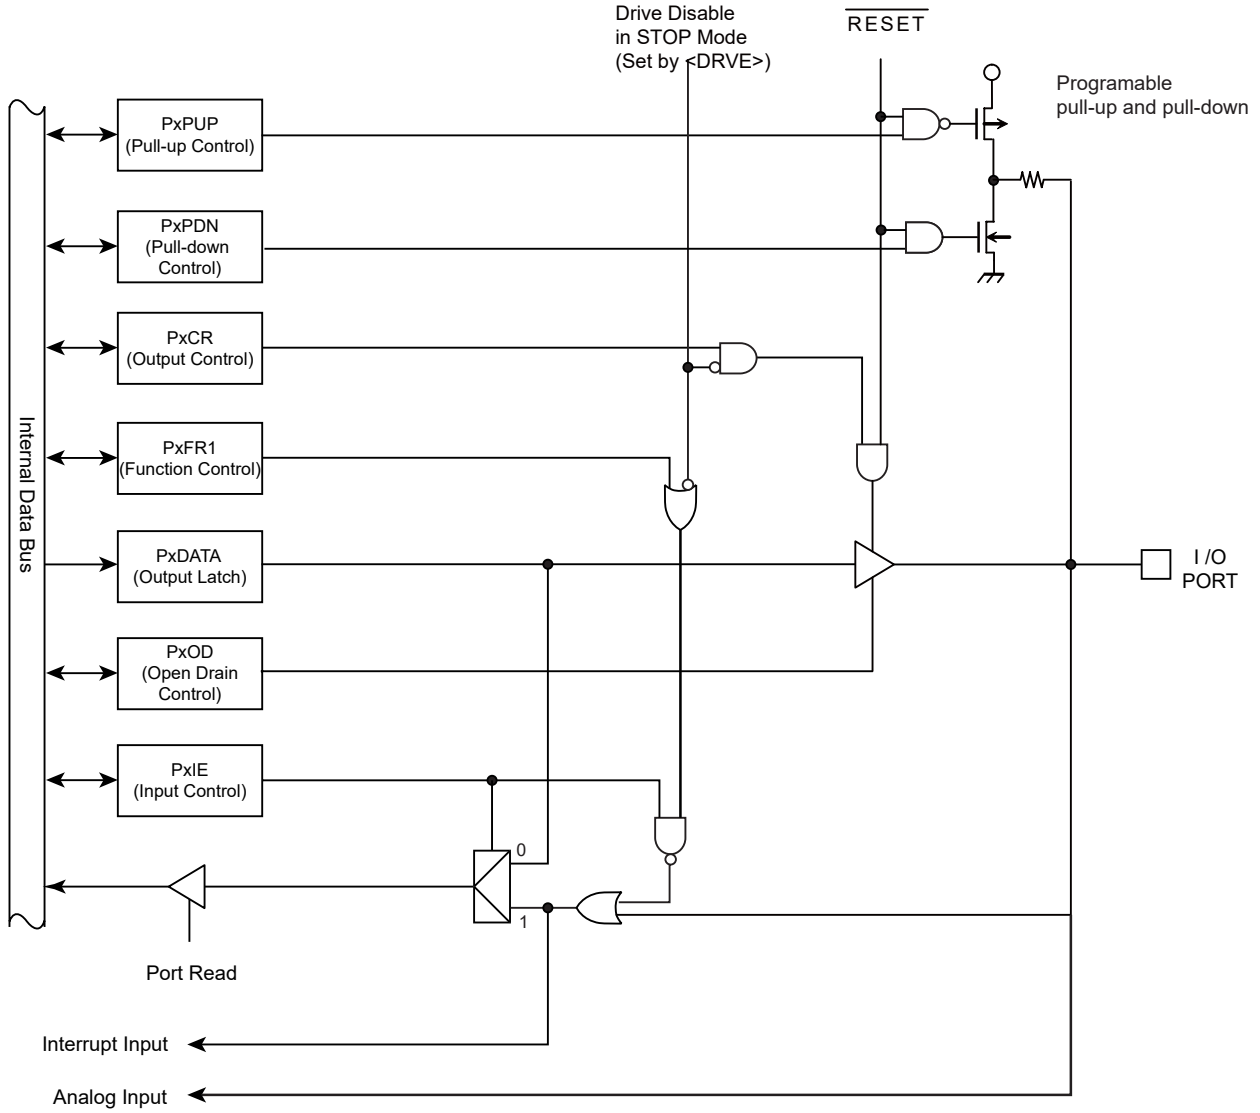 Drive Disable
in STOP Mode
(Set by <DRVE>)
RESET
Programable
pull-up and pull-down
PxPUP
(Pull-up Control)
PxPDN
(Pull-down
Control)
PxCR
(Output Control)
PxFR1
(Function Control)
Internal Data Bus
PxDATA
(Output Latch)
I /O
PORT
PxOD
(Open Drain
Control)
PxIE
(Input Control)
0
1
Port Read
Interrupt Input
Analog Input